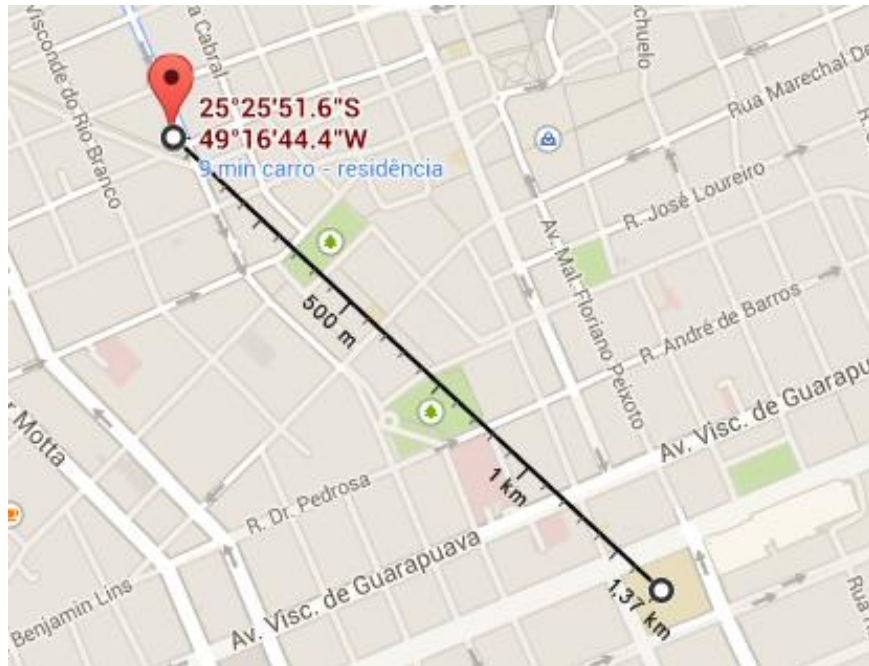 Visconde do Rio Branco
a Cabral
chuelo
Rua Marechal De
25°25'51.6"S
49°16'44.4"W
9 min carro - residência
R. José Loureiro
Av. Mal. Floriano Peixoto
500 m
R. André de Barros
Av. Visc. de Guarapu
r Motta
1 km
R. Dr. Pedrosa
Av. Visc. de Guarapuava
1.37 km
Benjamin Lins
Rua
R.